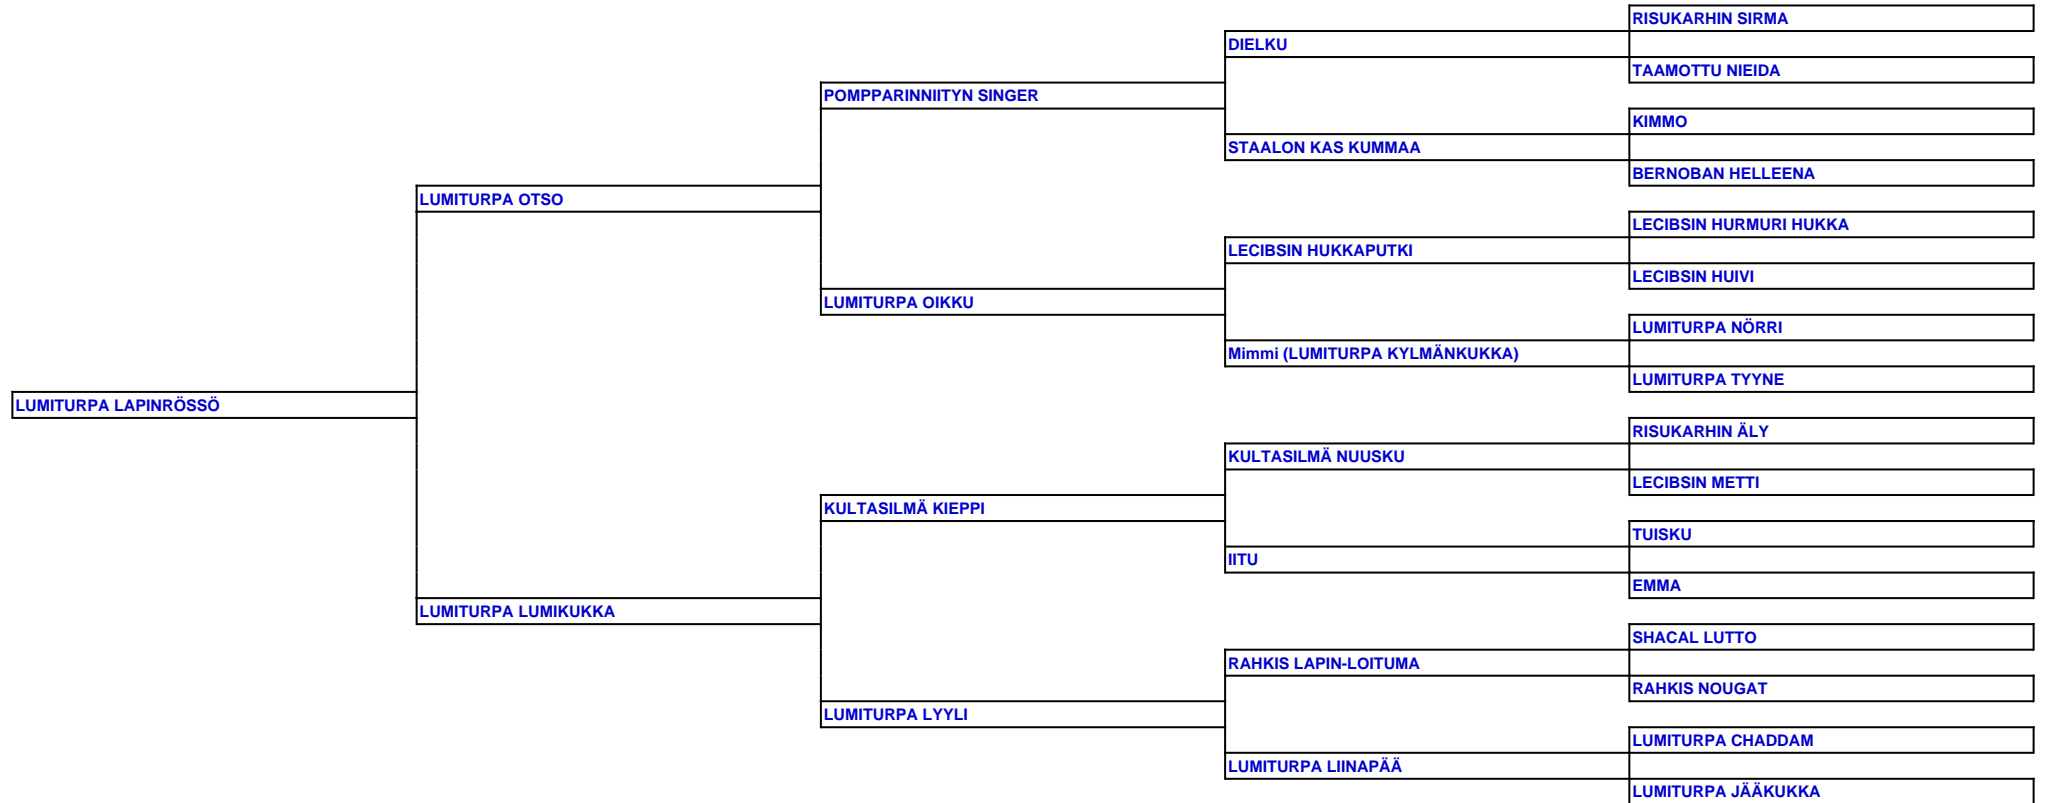 RISUKARHIN SIRMA
DIELKU
TAAMOTTU NIEIDA
POMPPARINNIITYN SINGER
KIMMO
STAALON KAS KUMMAA
BERNOBAN HELLEENA
LUMITURPA OTSO
LECIBSIN HURMURI HUKKA
LECIBSIN HUKKAPUTKI
LECIBSIN HUIVI
LUMITURPA OIKKU
LUMITURPA NÖRRI
Mimmi (LUMITURPA KYLMÄNKUKKA)
LUMITURPA TYYNE
LUMITURPA LAPINRÖSSÖ
RISUKARHIN ÄLY
KULTASILMÄ NUUSKU
LECIBSIN METTI
KULTASILMÄ KIEPPI
TUISKU
IITU
EMMA
LUMITURPA LUMIKUKKA
SHACAL LUTTO
RAHKIS LAPIN-LOITUMA
RAHKIS NOUGAT
LUMITURPA LYYLI
LUMITURPA CHADDAM
LUMITURPA LIINAPÄÄ
LUMITURPA JÄÄKUKKA